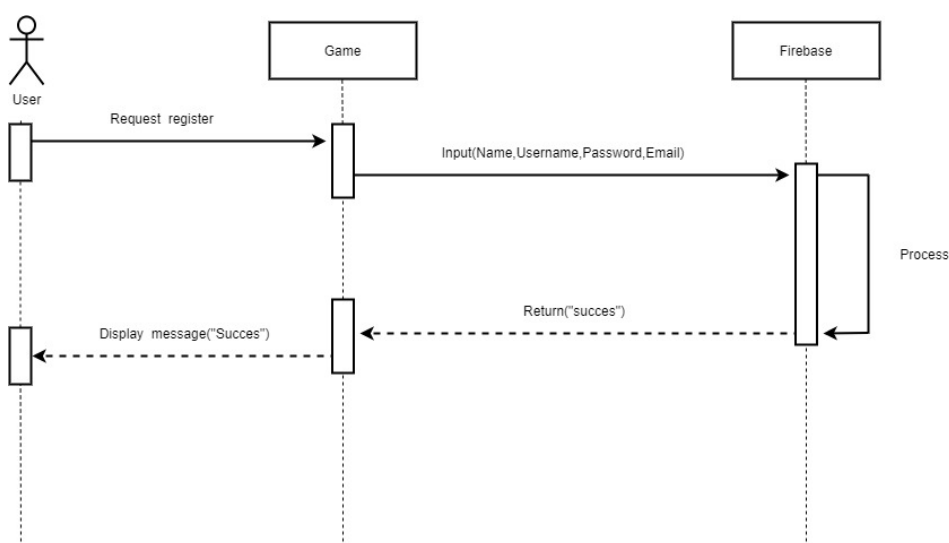 Game
Firebase
User
Request register
Input(Name,Username,Password,Email)
Process
Return("succes")
Display message("Succes")